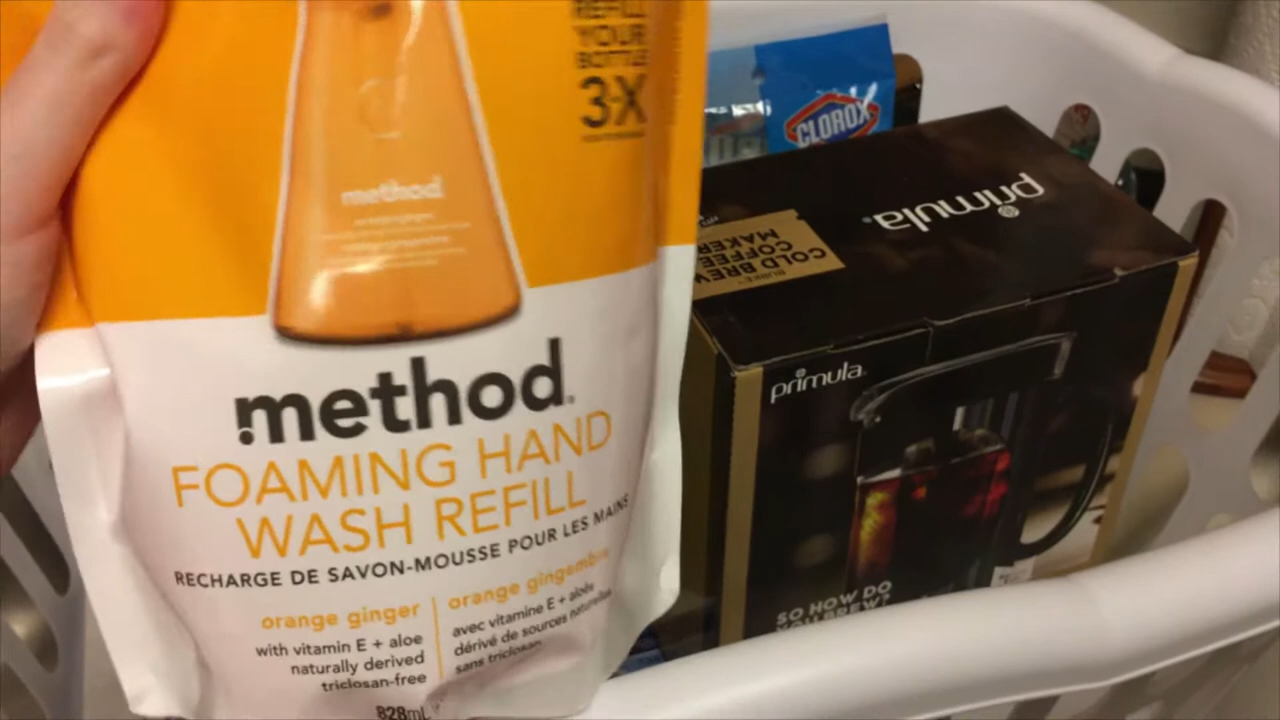 REFILL
YOUR
BOTTLE
3X
method
method
FOAMING HAND
WASH REFILL
RECHARGE DE SAVON-MOUSSE POUR LES MAINS
orange ginger
with vitamin E + aloe
naturally derived
triclosan-free
orange gingembre
avec vitamine E + aloès
dérivé de sources naturelles
sans triclosan
828mL
CLOROX
primula
COLD BREW
COFFEE
MAKER
primula
SO HOW DO
YOU BREW?